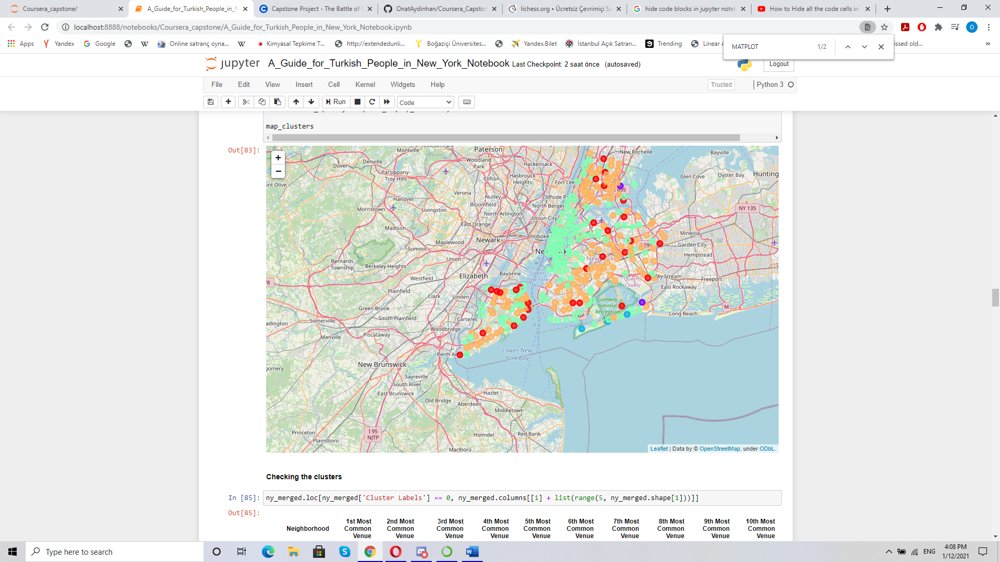 Coursera_capstone/
A_Guide_for_Turkish_People_in_N
Capstone Project - The Battle of
OnatAydinhan/Coursera_Capston
lichess.org • Ücretsiz Çevrimiçi Sa
hide code blocks in jupyter note
How to Hide all the code cells in
localhost:8888/notebooks/Coursera_capstone/A_Guide_for_Turkish_People_in_New_York_Notebook.ipynb
Apps
Yandex
Google
Online satranç oyna...
Kimyasal Tepkime T...
http://extendedunli...
Boğaziçi Üniversites...
Yandex.Bilet
İstanbul Açık Satran...
Trending
Linear
issed old...
MATPLOT
1/2
jupyter
A_Guide_for_Turkish_People_in_New_York_Notebook
Last Checkpoint: 2 saat önce
(autosaved)
Logout
File
Edit
View
Insert
Cell
Kernel
Widgets
Help
Trusted
Python 3
Run
Code
map_clusters
Out[83]:
+
−
Montville
Lincoln Park
Paterson
New Rochelle
Bayville
Dover
Denville
Woodland Park
Hackensack
Hunting
Parsippany-Troy Hills
Clifton
Hasbrouck Heights
Fort Lee
Glen Cove
Oyster Bay
unt Olive
Verona
I 695
Hanover
Nutley
Cliffside P
Bloomfield
North Berger
NY 135
Morristown
Livingston
North Arlington
Union City
East Orange
Madison
Mineola
Maplewood
Newark
Hoboke
Garden City
Summit
Hempstead
Union
New York
Bernards Township
Berkeley Heights
Elizabeth
Bayonne
Upper New York Bay
Westfield
78
Queens County
ey Stream
Freeport
East Rockaway
Plainfield
Clark
Linden
Gateway National Recreation
Green Brook
M
South Plainfield
Carteret
BP
Long Beach
Somerville
adington
Woodbridge
Manville
Piscataway
Lower New York Bay
Perth Am
New Brunswick
gomery
Sayreville
South River
East Brunswick
Hazlet
Old Bridge
Aberdeen
Middletown
Princeton
I 95 NJTP
Holmdel
Red Bank
Plainsboro
Marlboro
Leaflet | Data by © OpenStreetMap, under ODbL.
Checking the clusters
In [85]:
ny_merged.loc[ny_merged['Cluster Labels'] == 0, ny_merged.columns[[1] + list(range(5, ny_merged.shape[1]))]]
Out[85]:
Neighborhood
1st Most Common Venue
2nd Most Common Venue
3rd Most Common Venue
4th Most Common Venue
5th Most Common Venue
6th Most Common Venue
7th Most Common Venue
8th Most Common Venue
9th Most Common Venue
10th Most Common Venue
Type here to search
ENG
4:08 PM
1/12/2021